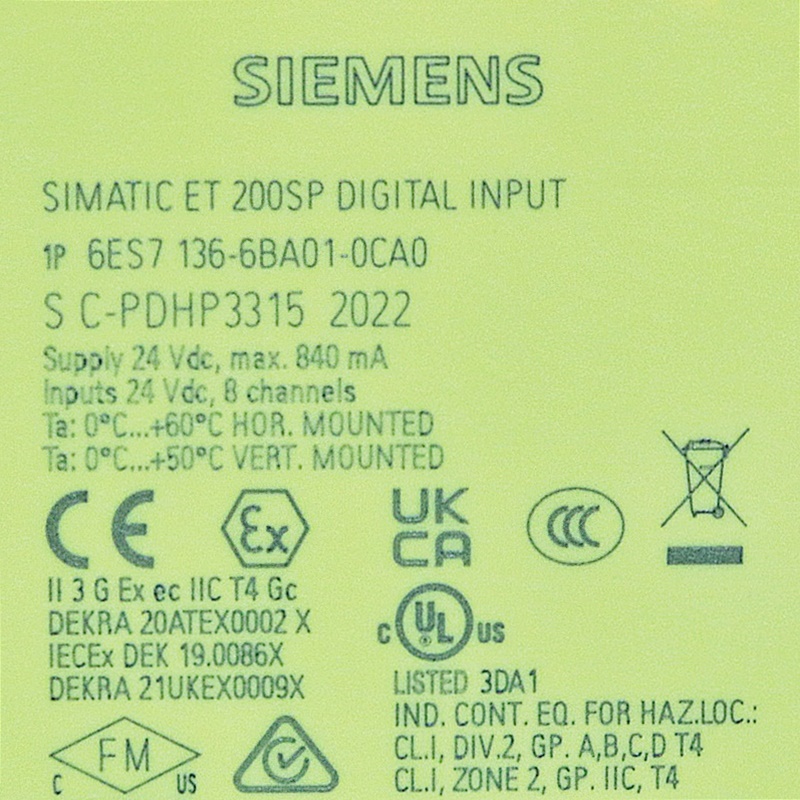 SIEMENS
SIMATIC ET 200SP DIGITAL INPUT
1P 6ES7 136-6BA01-0CA0
S C-PDHP3315 2022
Supply 24 Vdc, max. 840 mA
Inputs 24 Vdc, 8 channels
Ta: 0°C...+60°C HOR. MOUNTED
Ta: 0°C...+50°C VERT. MOUNTED
CE Ex UK CA CCC
II 3 G Ex ec IIC T4 Gc
DEKRA 20ATEX0002 X
IECEx DEK 19.0086X
DEKRA 21UKEX0009X
C FM US
C UL US
LISTED 3DA1
IND. CONT. EQ. FOR HAZ.LOC.:
CL.I, DIV.2, GP. A,B,C,D T4
CL.I, ZONE 2, GP. IIC, T4